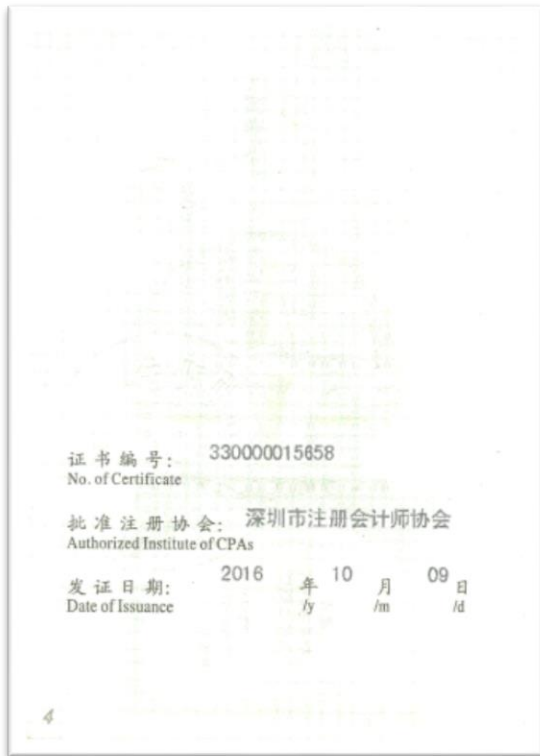 证书编号: 330000015658
No. of Certificate
批准注册协会: 深圳市注册会计师协会
Authorized Institute of CPAs
发证日期: 2016 年 10 月 09 日
Date of Issuance /y /m /d
4